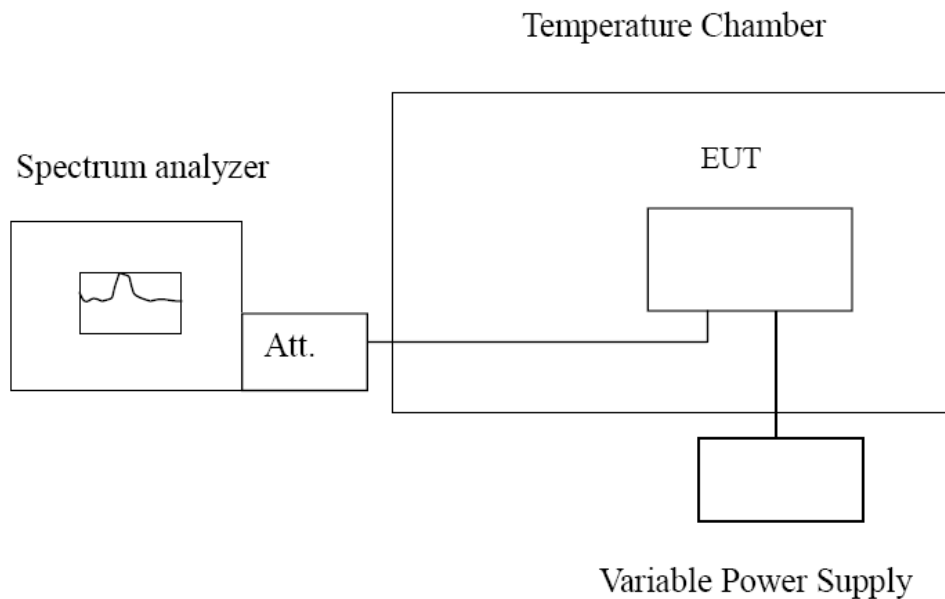 Temperature Chamber
Spectrum analyzer
EUT
Att.
Variable Power Supply